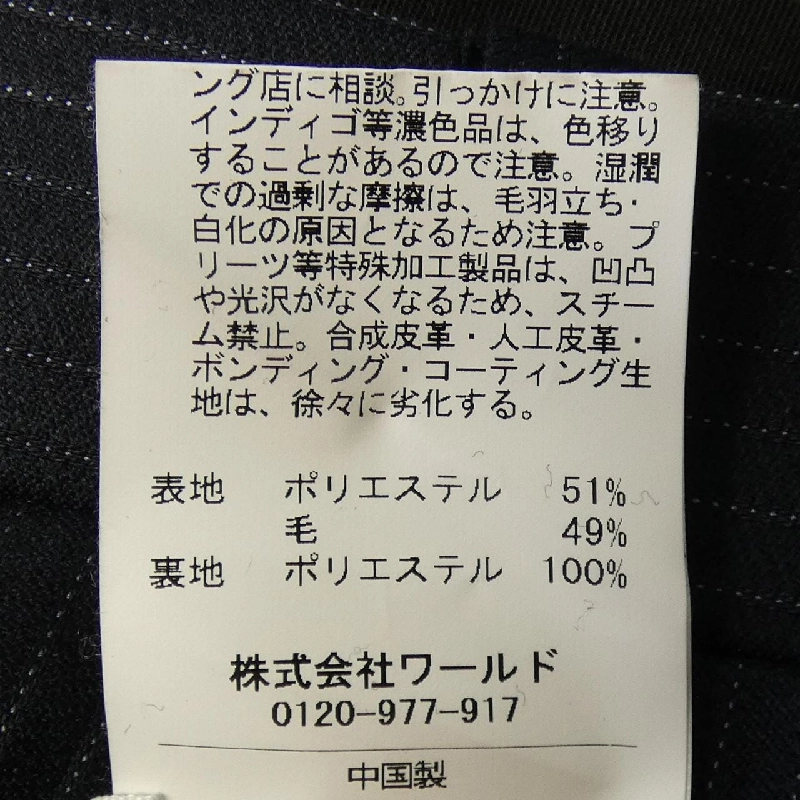 ング店に相談。引っかけに注意。
インディゴ等濃色品は、色移り
することがあるので注意。湿潤
での過剰な摩擦は、毛羽立ち・
白化の原因となるため注意。プ
リーツ等特殊加工製品は、凹凸
や光沢がなくなるため、スチー
ム禁止。合成皮革・人工皮革・
ボンディング・コーティング生
地は、徐々に劣化する。
表地 ポリエステル 51%
毛 49%
裏地 ポリエステル 100%
株式会社ワールド
0120-977-917
中国製